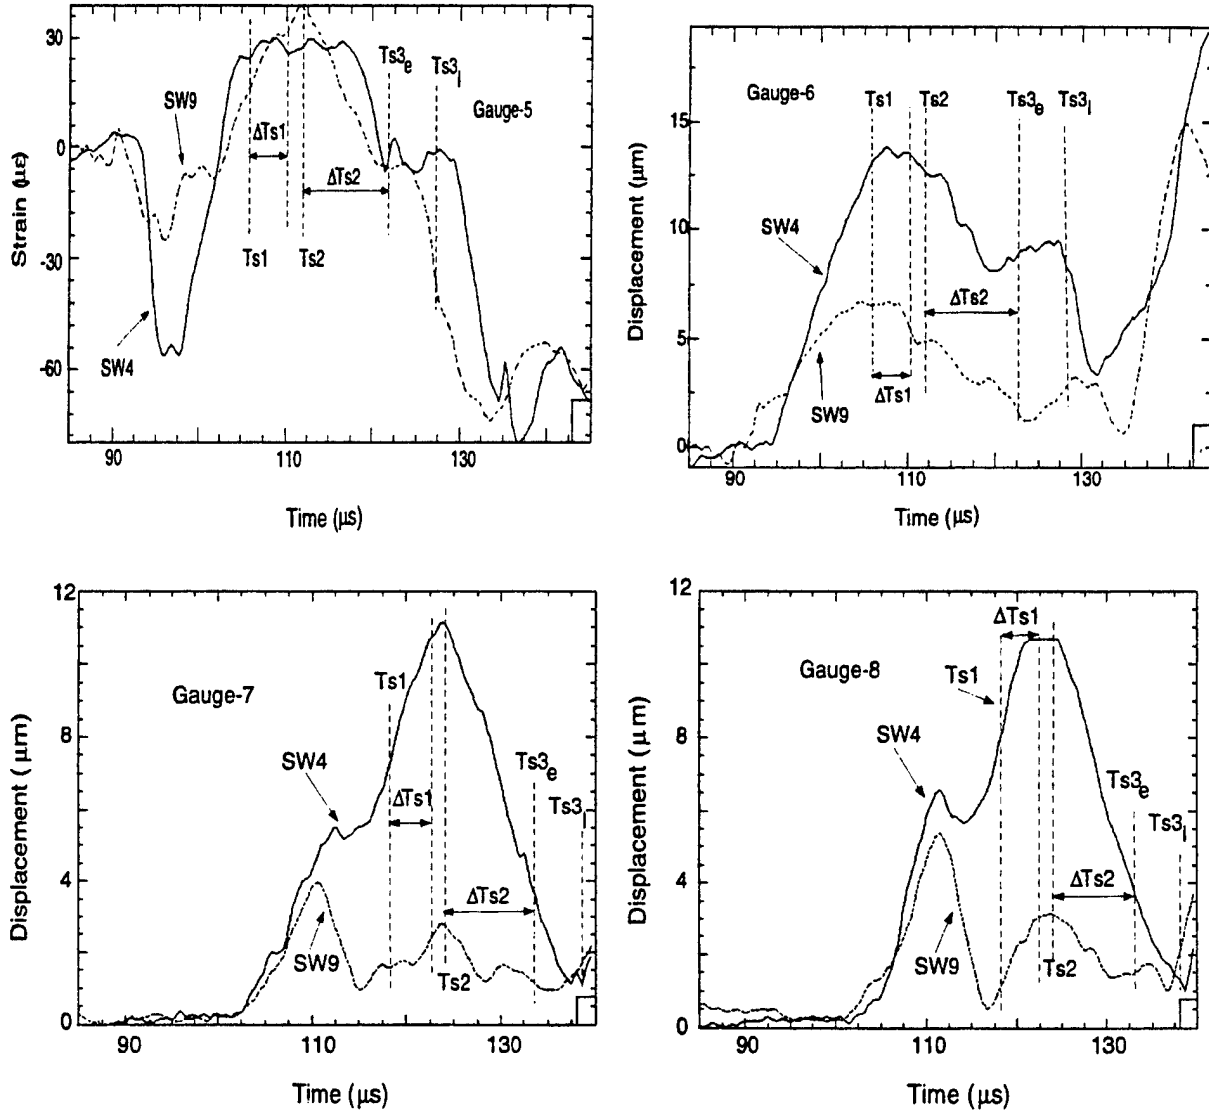 30
0
-30
-60
Strain (με)
SW9
SW4
ΔTs1
ΔTs2
Ts1
Ts2
Ts3e
Ts3l
Gauge-5
90
110
130
Time (μs)
15
10
5
0
Displacement (μm)
Gauge-6
Ts1
Ts2
Ts3e
Ts3l
SW4
ΔTs2
ΔTs1
SW9
90
110
130
Time (μs)
12
8
4
0
Displacement (μm)
Gauge-7
Ts1
SW4
ΔTs1
Ts3e
Ts3l
ΔTs2
SW9
Ts2
90
110
130
Time (μs)
12
8
4
0
Displacement (μm)
ΔTs1
Gauge-8
Ts1
SW4
Ts3e
Ts3l
ΔTs2
SW9
Ts2
90
110
130
Time (μs)